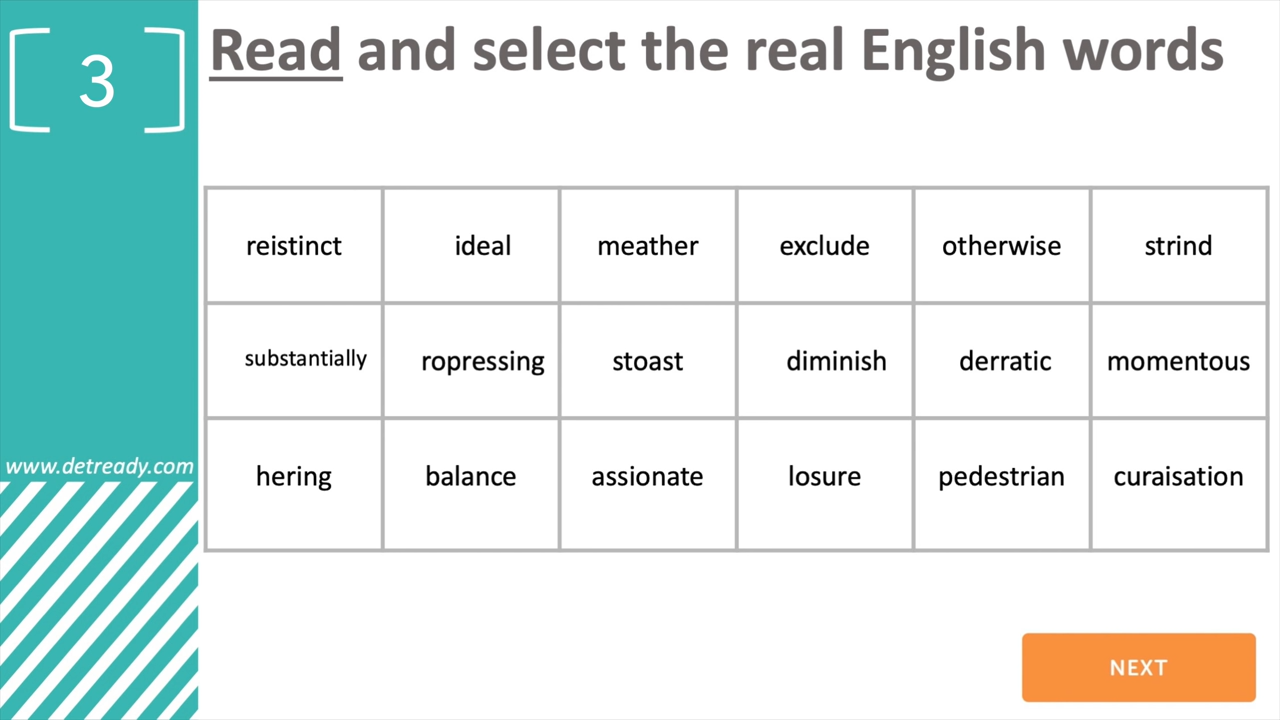 3
Read and select the real English words
reistinct ideal meather exclude otherwise strind
substantially ropressing stoast diminish derratic momentous
hering balance assionate losure pedestrian curaisation
www.detready.com
NEXT